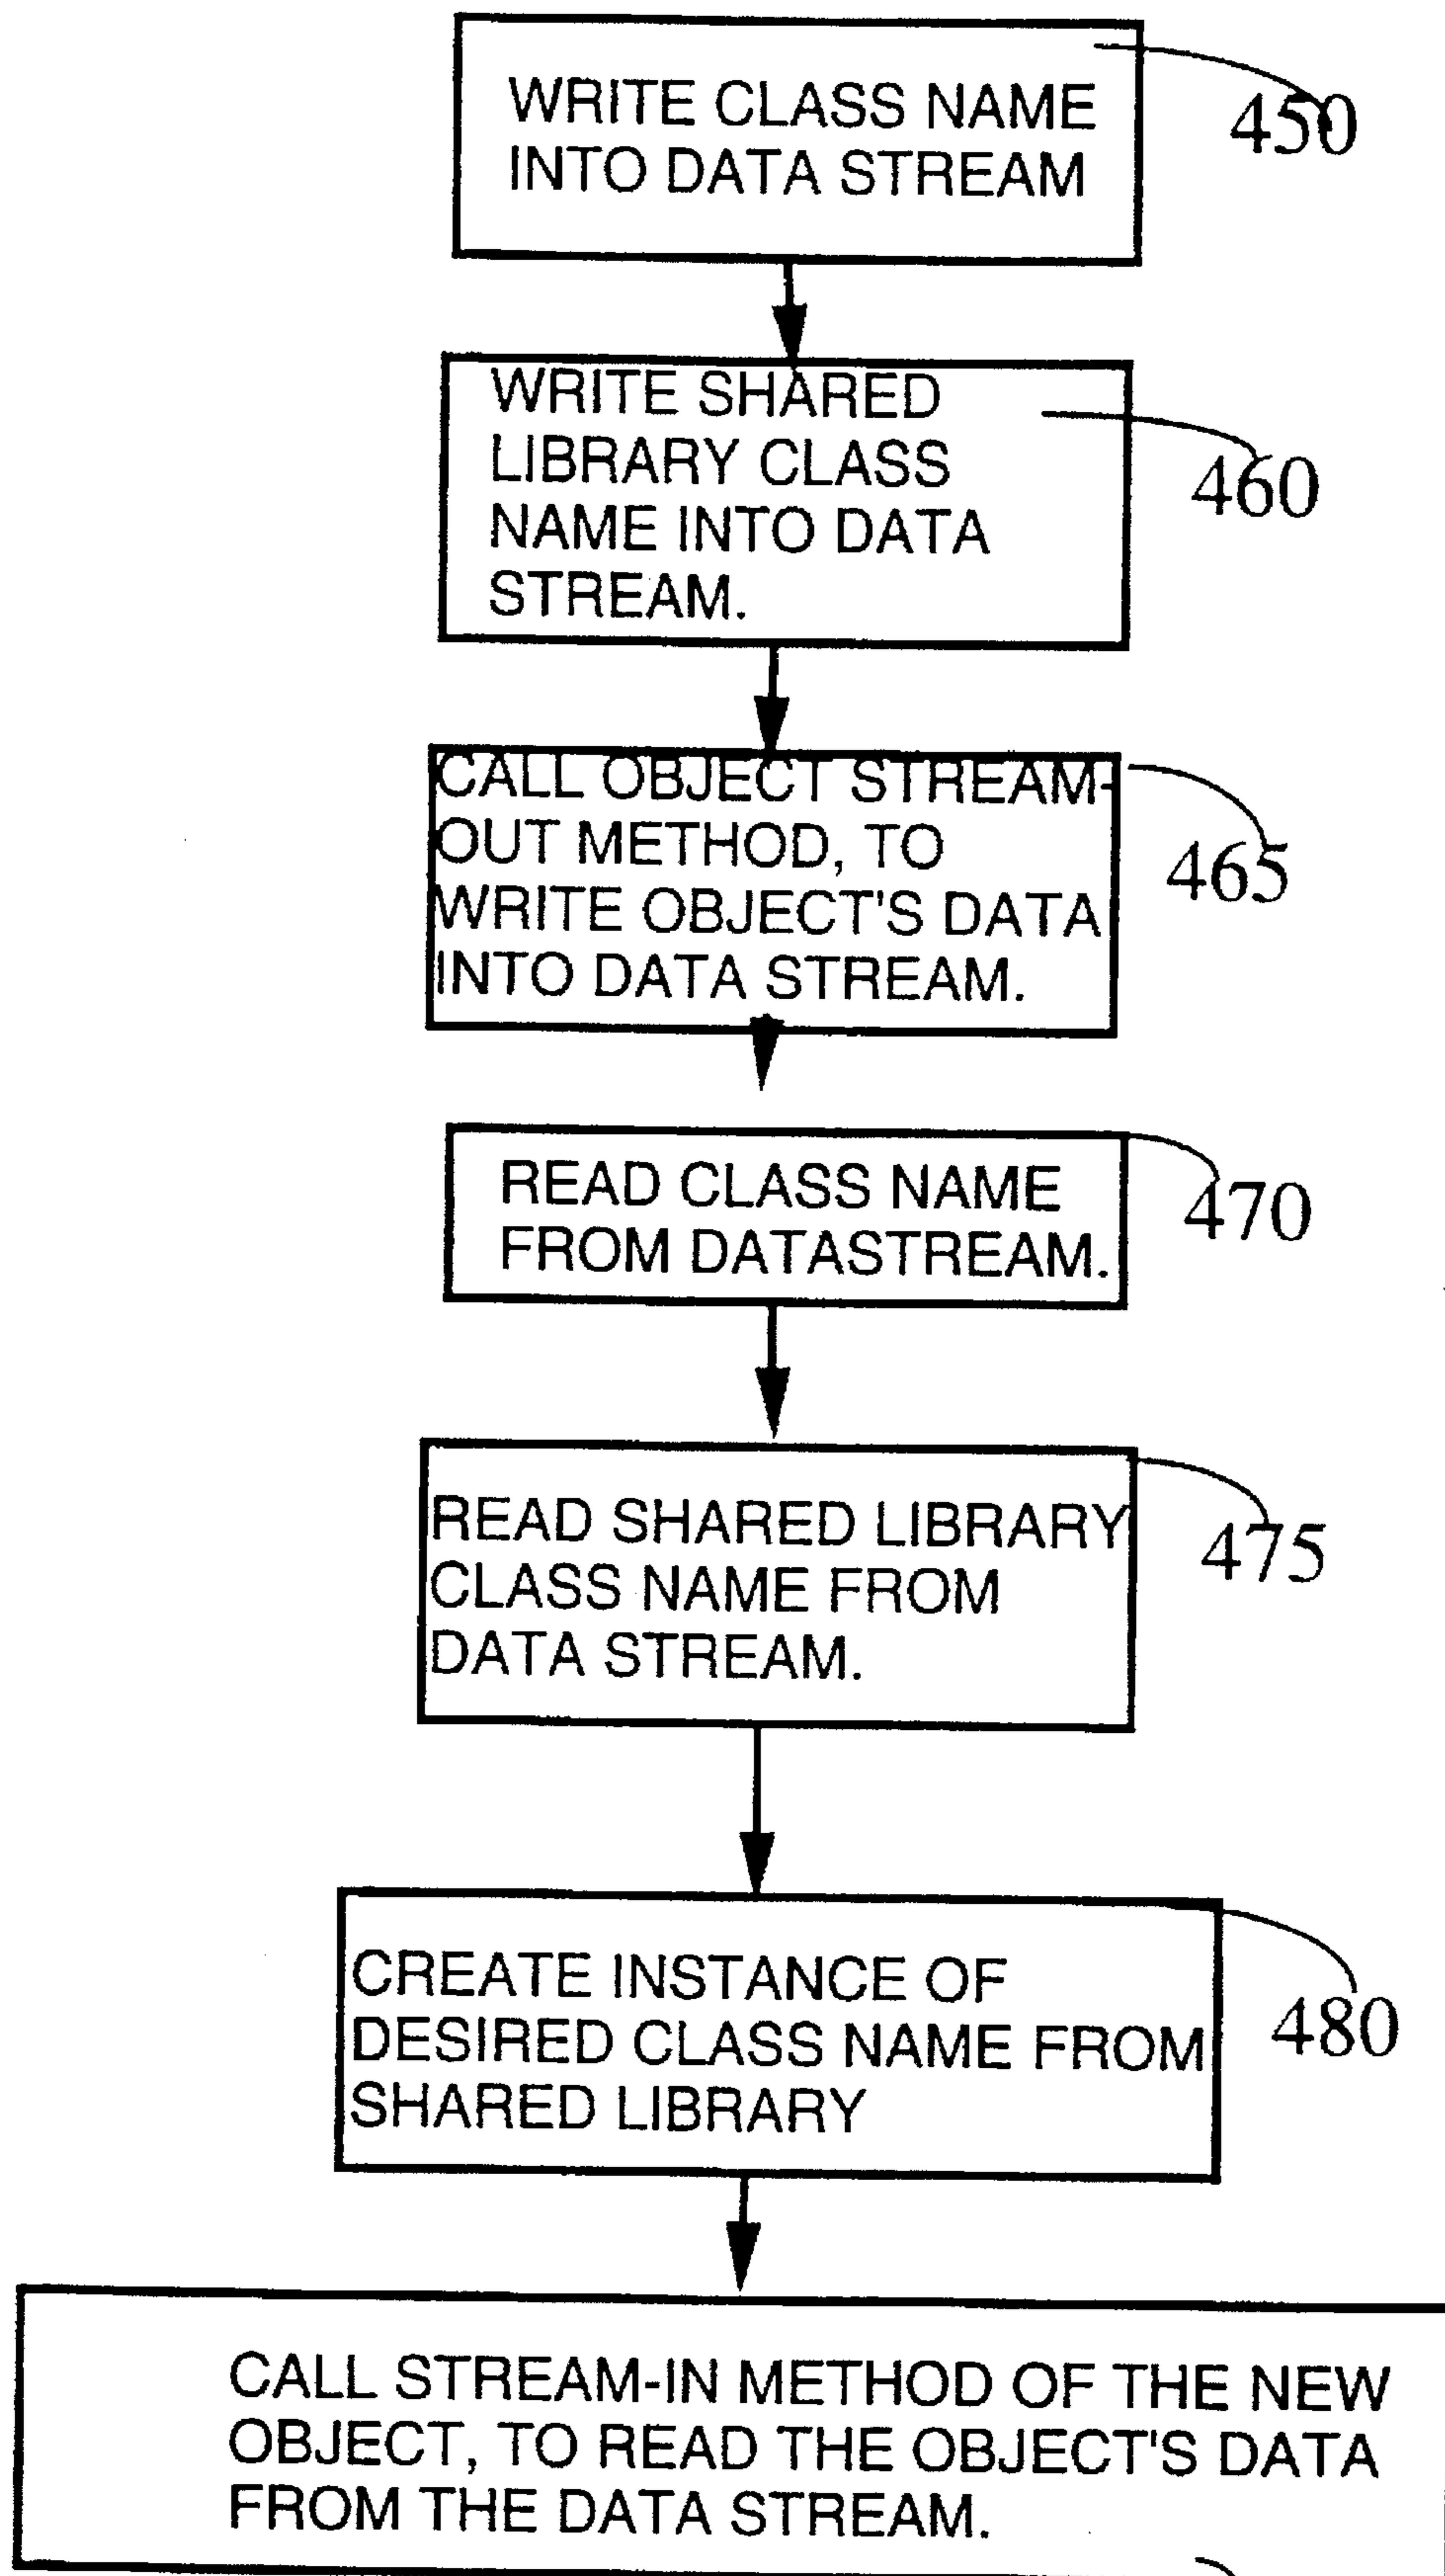 WRITE CLASS NAME
INTO DATA STREAM
450
WRITE SHARED
LIBRARY CLASS
NAME INTO DATA
STREAM.
460
CALL OBJECT STREAM-
OUT METHOD, TO
WRITE OBJECT'S DATA
INTO DATA STREAM.
465
READ CLASS NAME
FROM DATASTREAM.
470
READ SHARED LIBRARY
CLASS NAME FROM
DATA STREAM.
475
CREATE INSTANCE OF
DESIRED CLASS NAME FROM
SHARED LIBRARY
480
CALL STREAM-IN METHOD OF THE NEW
OBJECT, TO READ THE OBJECT'S DATA
FROM THE DATA STREAM.